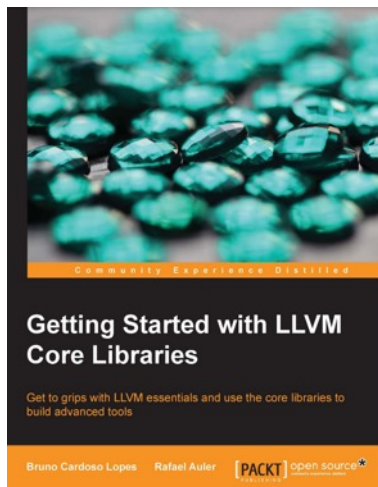 Community Experience Distilled
Getting Started with LLVM
Core Libraries
Get to grips with LLVM essentials and use the core libraries to
build advanced tools
Bruno Cardoso Lopes Rafael Auler [PACKT] open source*
PUBLISHING